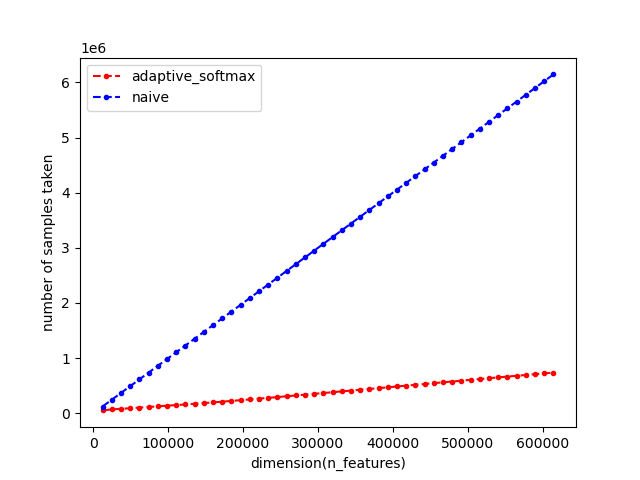 1e6
adaptive_softmax
naive
6
5
4
3
2
1
0
number of samples taken
0 100000 200000 300000 400000 500000 600000
dimension(n_features)